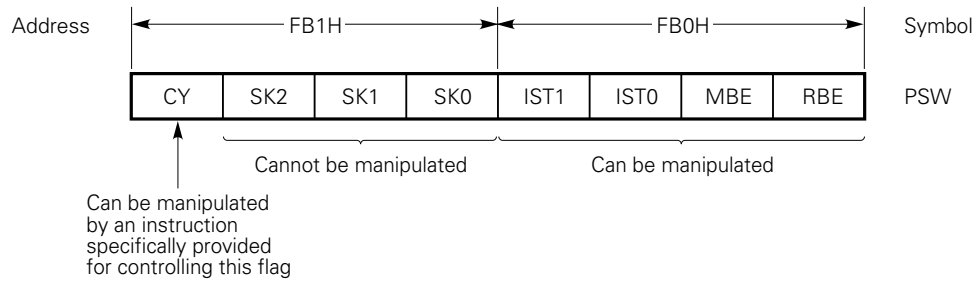 Address FB1H FB0H Symbol
CY SK2 SK1 SK0 IST1 IST0 MBE RBE PSW
Cannot be manipulated Can be manipulated
Can be manipulated
by an instruction
specifically provided
for controlling this flag